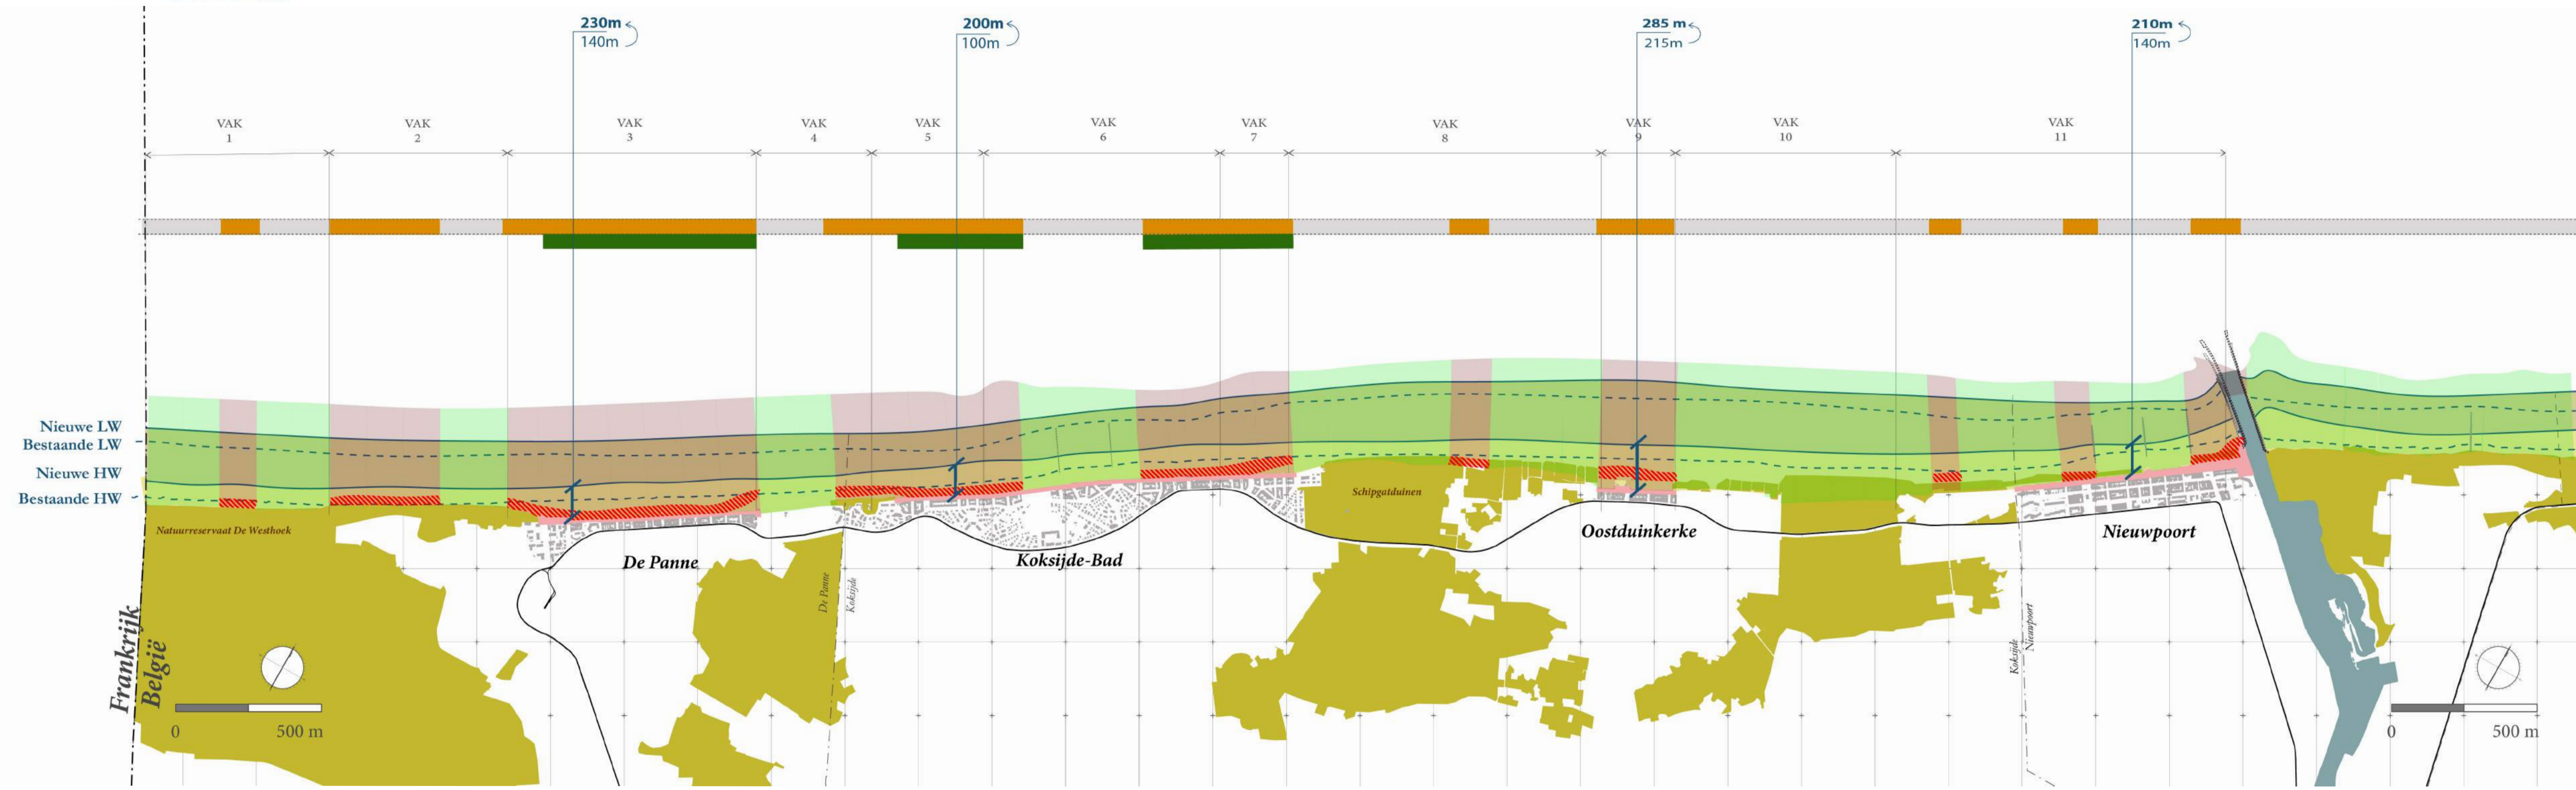 230m
140m
200m
100m
285 m
215m
210m
140m
VAK
1
VAK
2
VAK
3
VAK
4
VAK
5
VAK
6
VAK
7
VAK
8
VAK
9
VAK
10
VAK
11
Nieuwe LW
Bestaande LW
Nieuwe HW
Bestaande HW
Natuurreservaat De Westhoek
Schipgatduinen
De Panne
Koksijde-Bad
Oostduinkerke
Nieuwpoort
De Panne
Koksijde
Koksijde
Nieuwpoort
Frankrijk
België
0
500 m
0
500 m